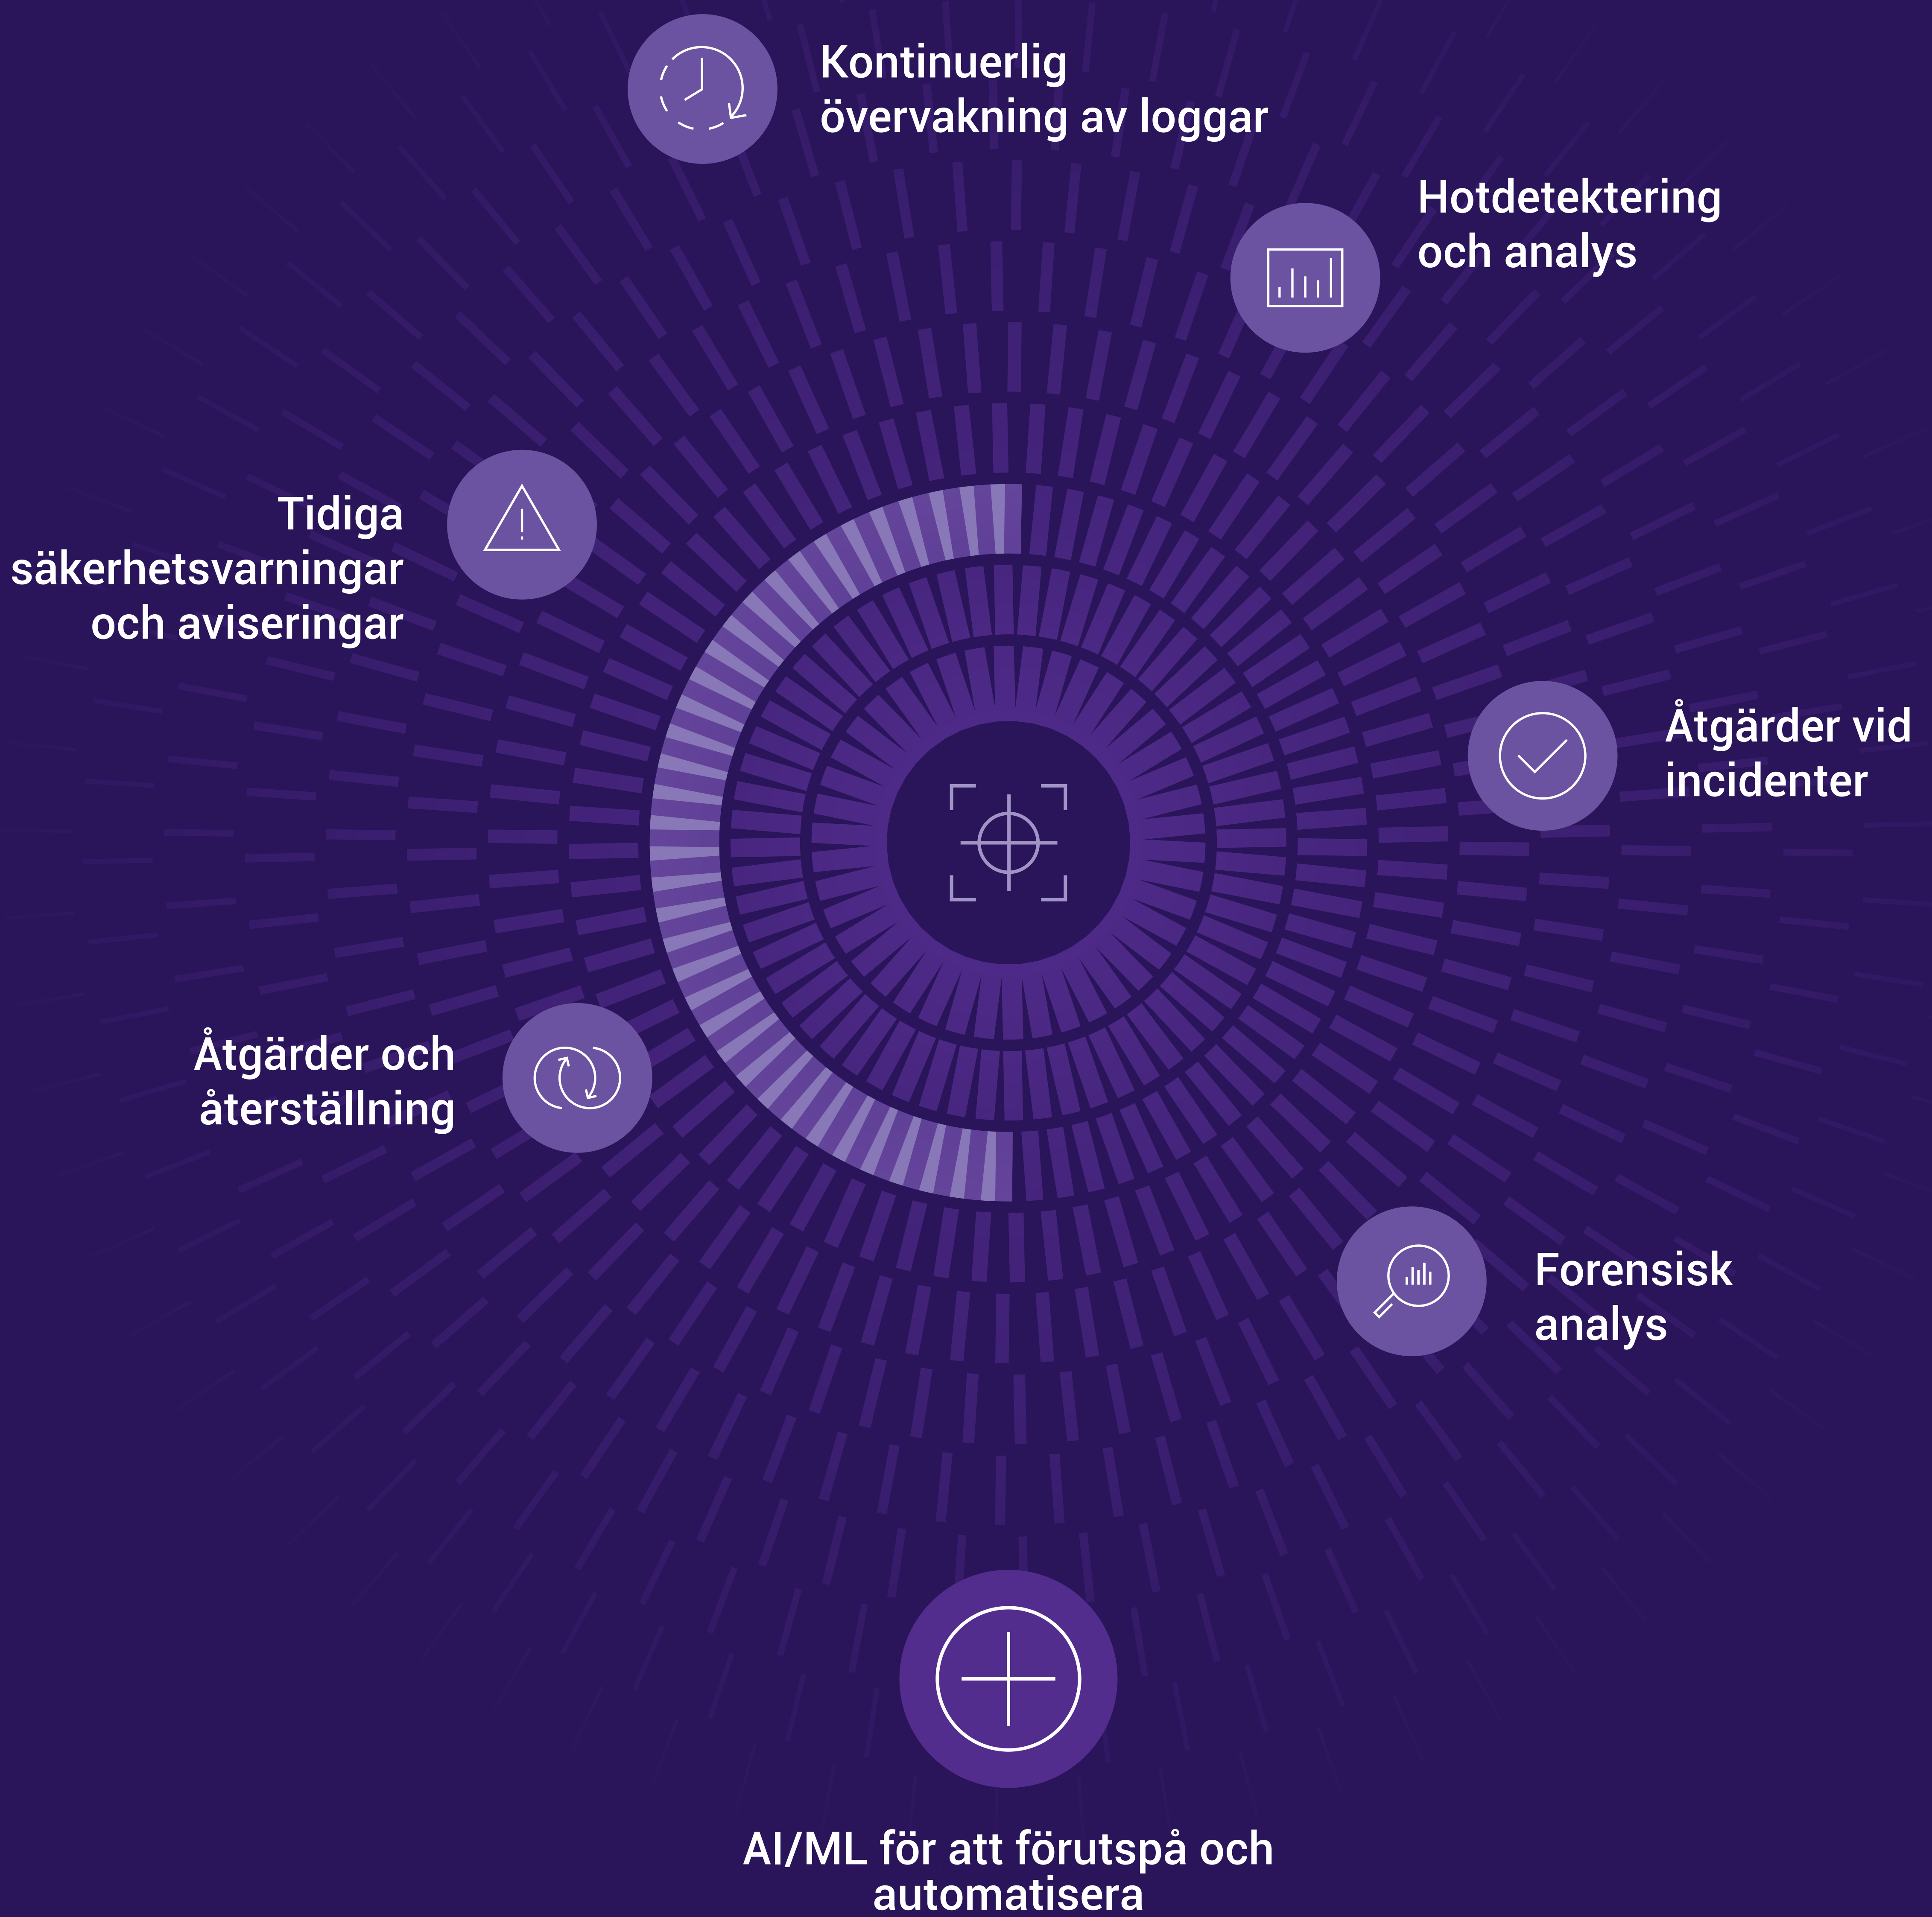 Kontinuerlig
övervakning av loggar
Hotdetektering
och analys
Tidiga
säkerhetsvarningar
och aviseringar
Åtgärder vid
incidenter
Åtgärder och
återställning
Forensisk
analys
AI/ML för att förutspå och
automatisera